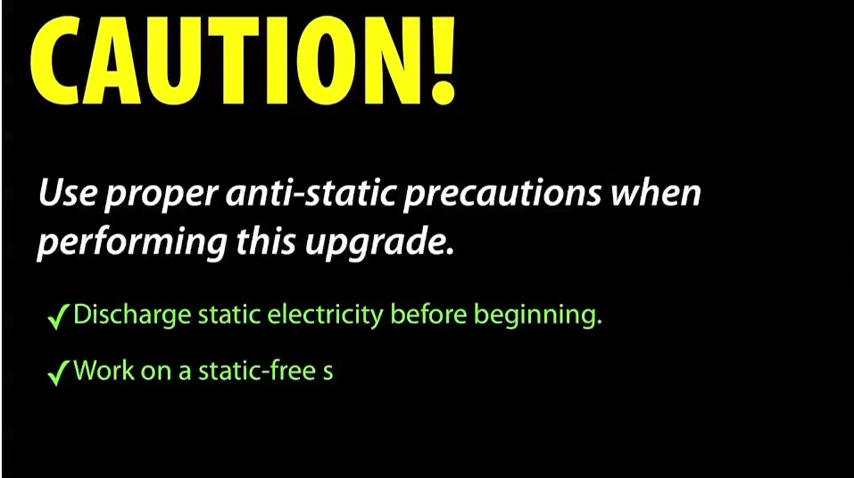 CAUTION!
Use proper anti-static precautions when
performing this upgrade.
✓Discharge static electricity before beginning.
✓Work on a static-free s